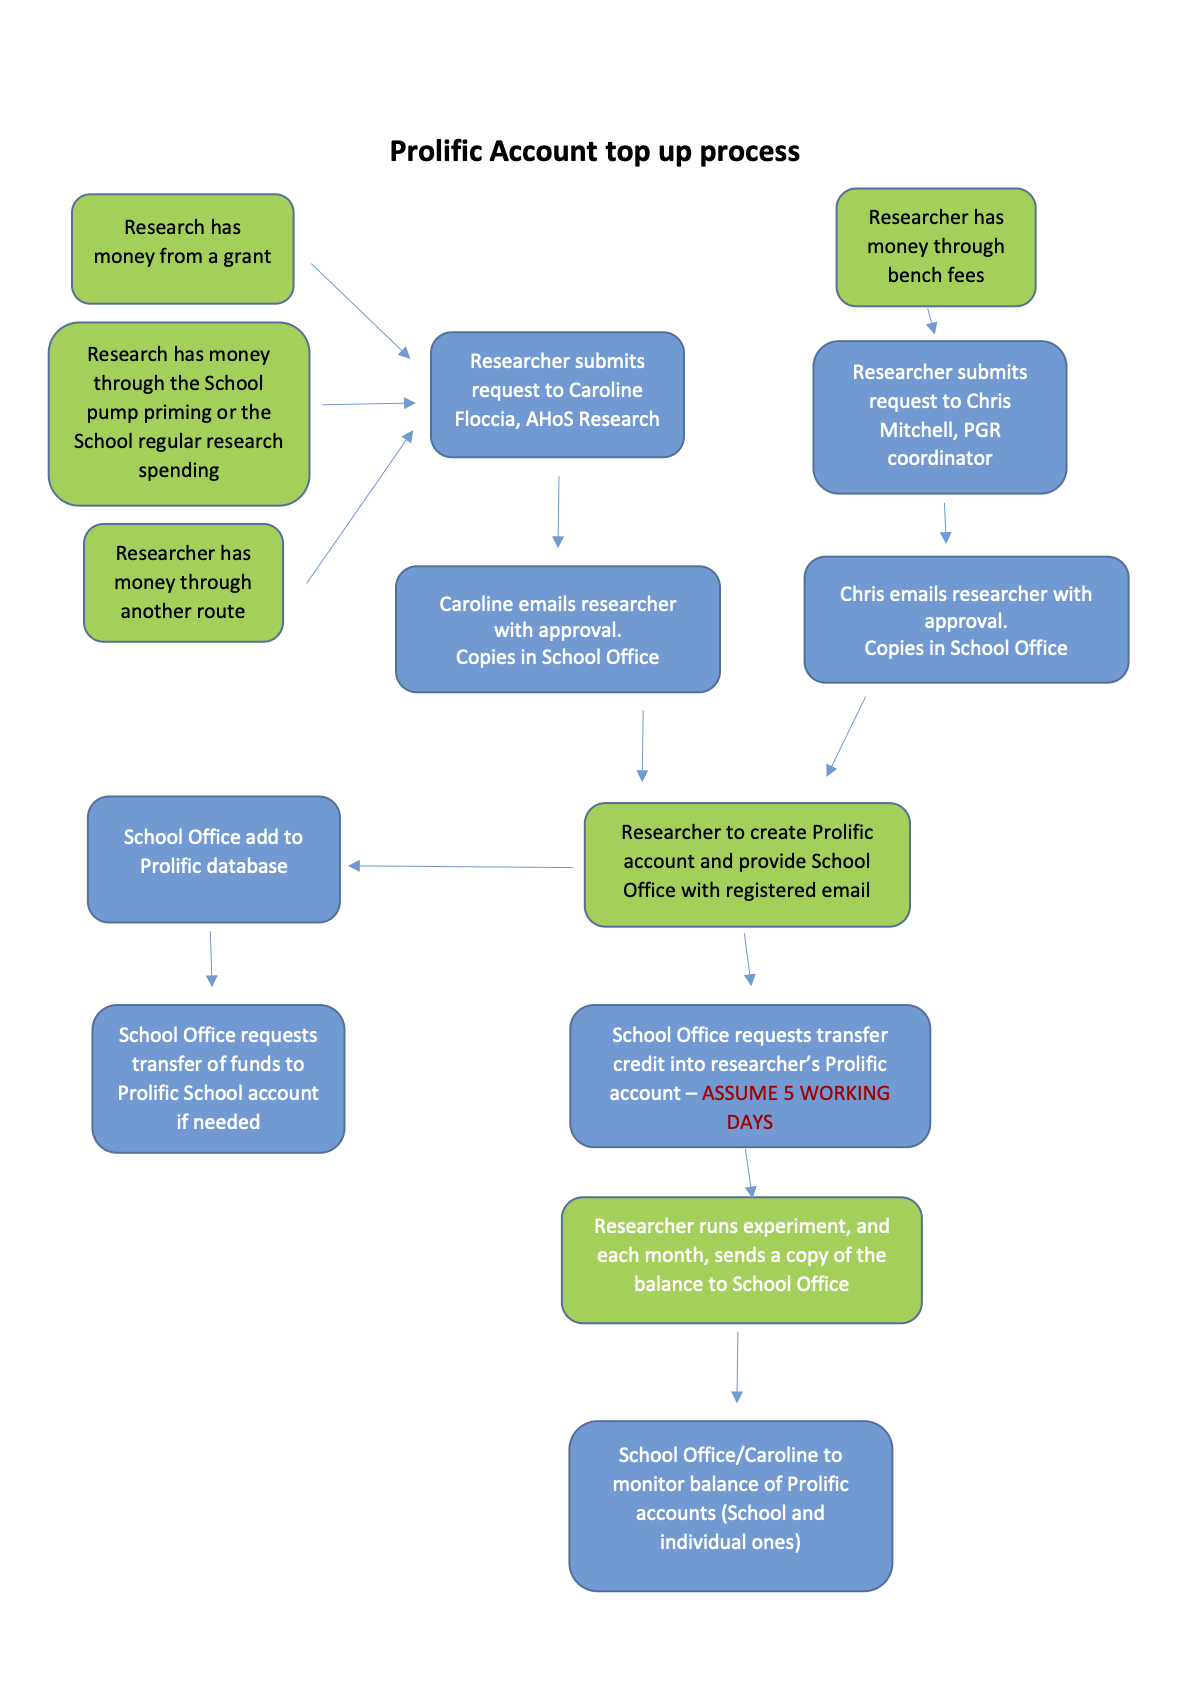 Prolific Account top up process
Research has
money from a grant
Researcher has
money through
bench fees
Research has money
through the School
pump priming or the
School regular research
spending
Researcher submits
request to Caroline
Floccia, AHoS Research
Researcher submits
request to Chris
Mitchell, PGR
coordinator
Researcher has
money through
another route
Caroline emails researcher
with approval.
Copies in School Office
Chris emails researcher with
approval.
Copies in School Office
School Office add to
Prolific database
Researcher to create Prolific
account and provide School
Office with registered email
School Office requests
transfer of funds to
Prolific School account
if needed
School Office requests transfer
credit into researcher’s Prolific
account – ASSUME 5 WORKING
DAYS
Researcher runs experiment, and
each month, sends a copy of the
balance to School Office
School Office/Caroline to
monitor balance of Prolific
accounts (School and
individual ones)